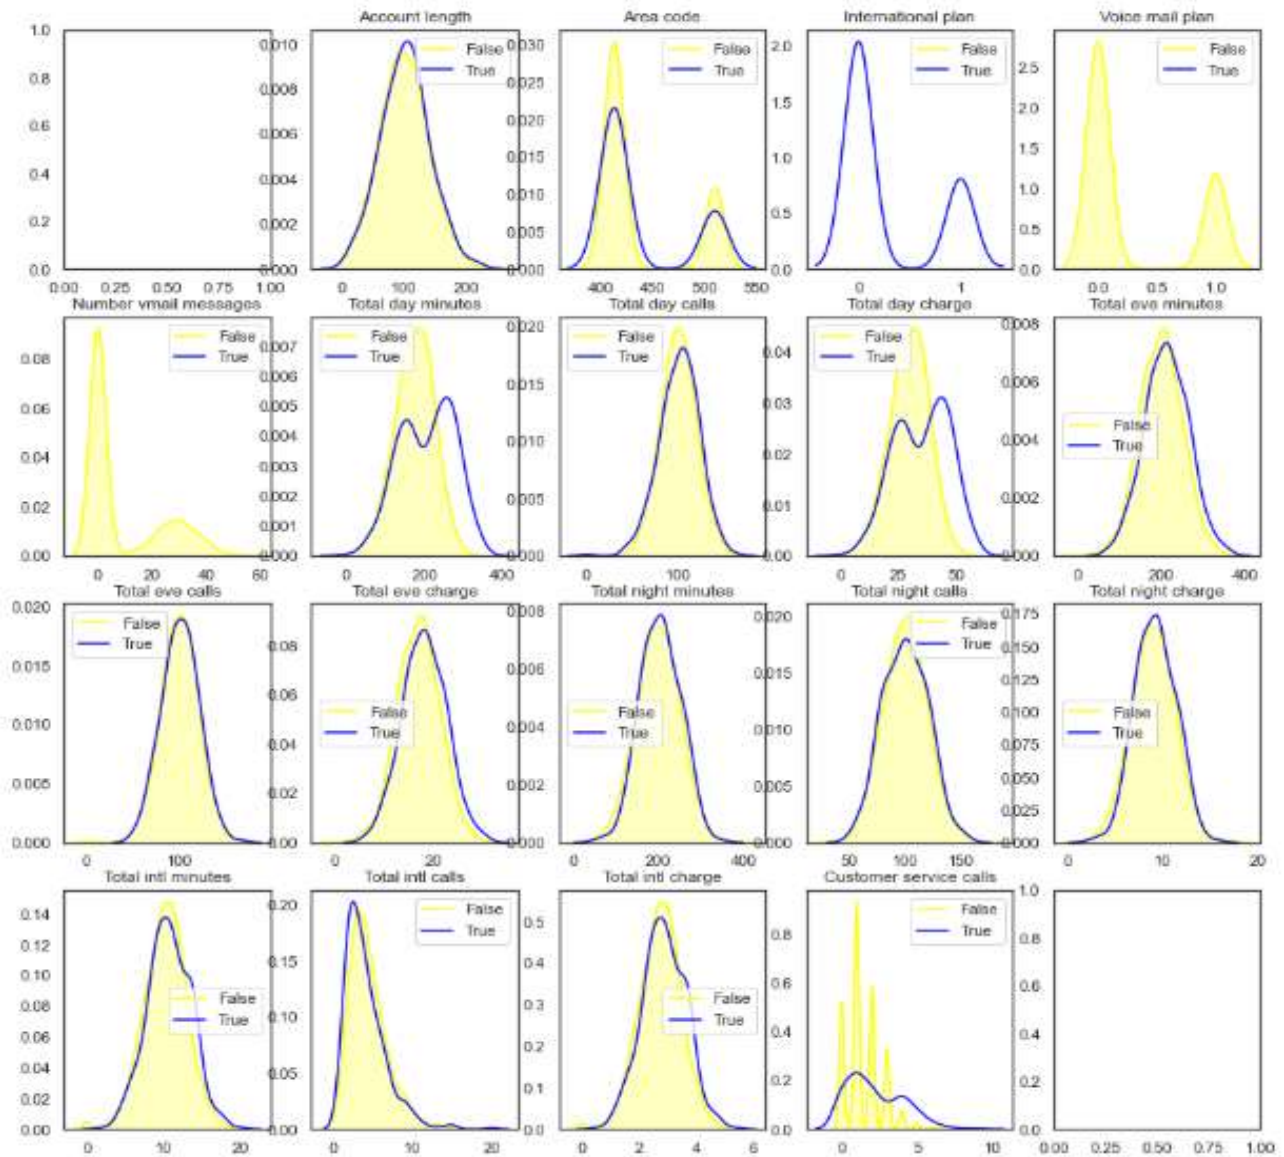 Account length Area code International plan Voice mail plan
1.0 0.8 0.6 0.4 0.2 0.0
0.00 0.25 0.50 0.75 1.00
0.010 0.008 0.006 0.004 0.002 0.000
False
True
0 100 200
0.030 0.025 0.020 0.015 0.010 0.005 0.000
False
True
400 450 500 550
2.0 1.5 1.0 0.5 0.0
False
True
0 1
2.5 2.0 1.5 1.0 0.5 0.0
False
True
0.0 1.0
Number vmail messages Total day minutes Total day calls Total day charge Total eve minutes
0.08 0.06 0.04 0.02 0.00
False
True
0 20 40 60
0.007 0.006 0.005 0.004 0.003 0.002 0.001 0.000
False
True
0 200 400
0.020 0.015 0.010 0.005 0.000
False
True
0 100
0.04 0.03 0.02 0.01 0.00
False
True
0 25 50
0.008 0.006 0.004 0.002 0.000
False
True
0 100 200 300 400
Total eve calls Total eve charge Total night minutes Total night calls Total night charge
0.020 0.015 0.010 0.005 0.000
False
True
0 100
0.08 0.06 0.04 0.02 0.00
False
True
0 20
0.008 0.006 0.004 0.002 0.000
False
True
0 200 400
0.020 0.015 0.010 0.005 0.000
False
True
50 100 150
0.175 0.150 0.125 0.100 0.075 0.050 0.025 0.000
False
True
0 10 20
Total intl minutes Total intl calls Total intl charge Customer service calls
0.14 0.12 0.10 0.08 0.06 0.04 0.02 0.00
False
True
0 10 20
0.20 0.15 0.10 0.05 0.00
False
True
0 10 20
0.5 0.4 0.3 0.2 0.1 0.0
False
True
0 2 4 6
0.8 0.6 0.4 0.2 0.0
False
True
0 5 10
1.0 0.8 0.6 0.4 0.2 0.0
0.00 0.25 0.50 0.75 1.00